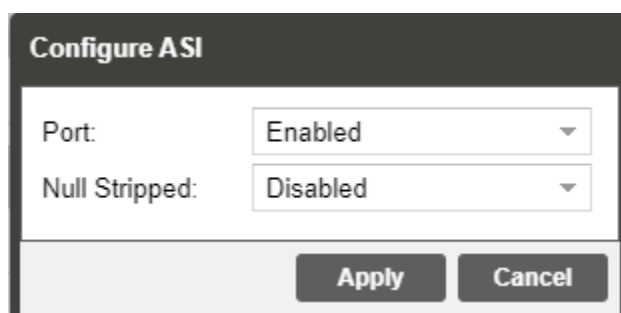 Configure ASI
Port: Enabled
Null Stripped: Disabled
Apply Cancel